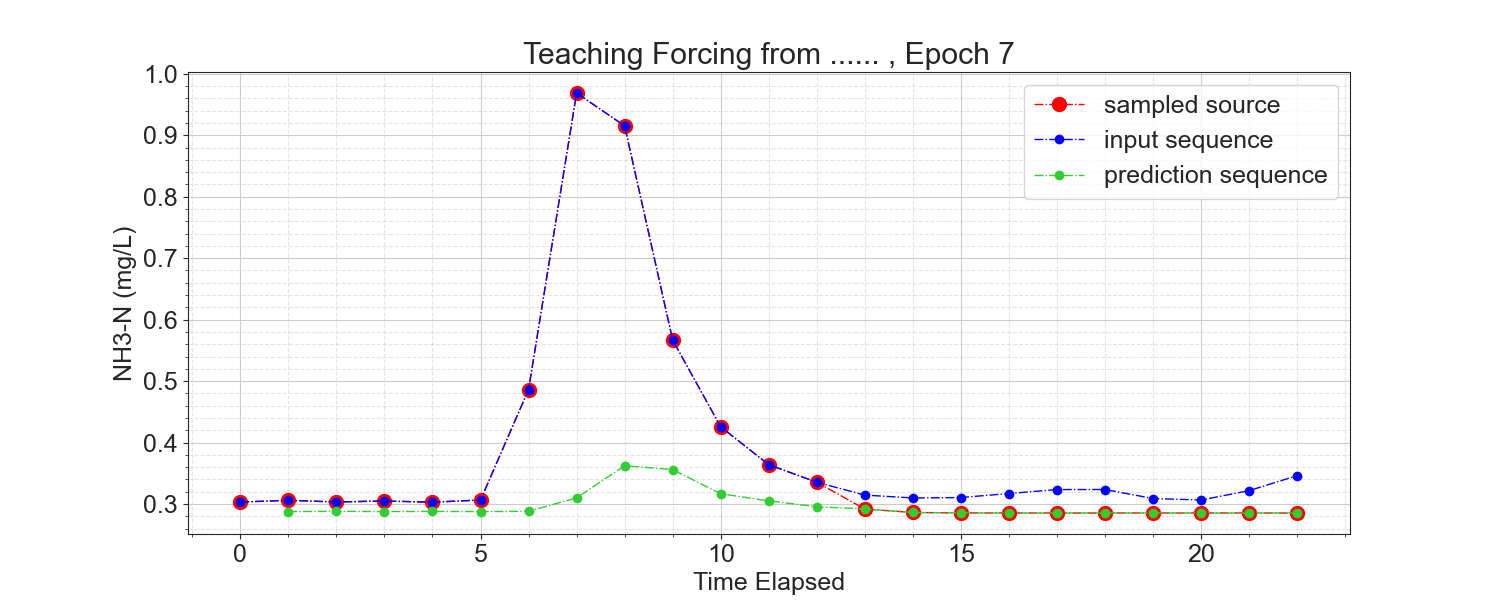 Teaching Forcing from ...... , Epoch 7
sampled source
input sequence
prediction sequence
NH3-N (mg/L)
1.0
0.9
0.8
0.7
0.6
0.5
0.4
0.3
0 5 10 15 20
Time Elapsed